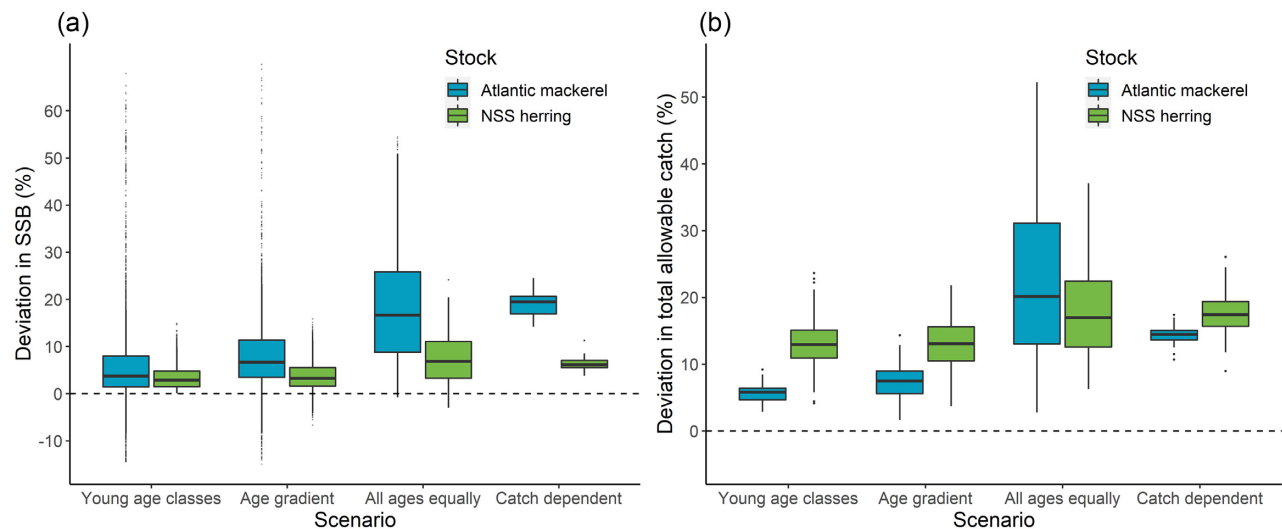 (a)
Deviation in SSB (%)
60
50
40
30
20
10
0
-10
Stock
Atlantic mackerel
NSS herring
Young age classes
Age gradient
All ages equally
Catch dependent
Scenario
(b)
Deviation in total allowable catch (%)
50
40
30
20
10
0
Stock
Atlantic mackerel
NSS herring
Young age classes
Age gradient
All ages equally
Catch dependent
Scenario